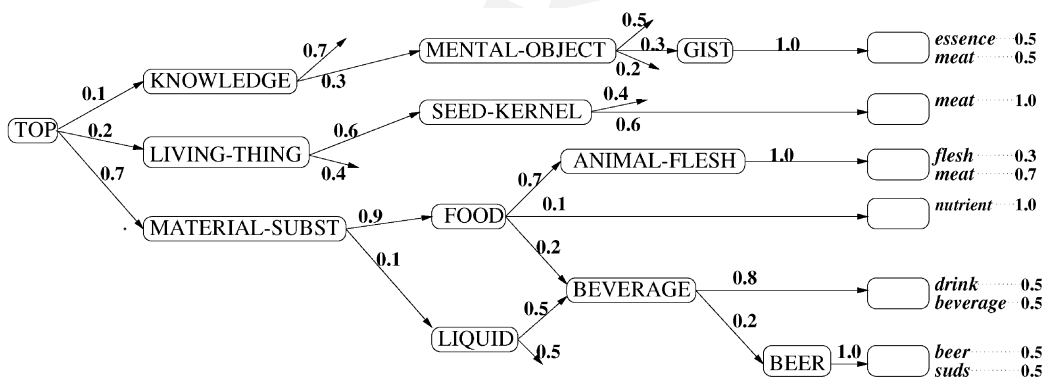 0.5
0.7 MENTAL-OBJECT 0.3 GIST 1.0 essence 0.5
meat 0.5
KNOWLEDGE 0.3 0.2
0.1
0.4
SEED-KERNEL meat 1.0
0.6
TOP 0.2 0.6
LIVING-THING ANIMAL-FLESH 1.0 flesh 0.3
0.4 meat 0.7
0.7 0.7
0.9 FOOD 0.1 nutrient 1.0
MATERIAL-SUBST
0.2
0.1
BEVERAGE 0.8 drink 0.5
beverage 0.5
0.5
0.2
LIQUID
0.5 BEER 1.0 beer 0.5
suds 0.5